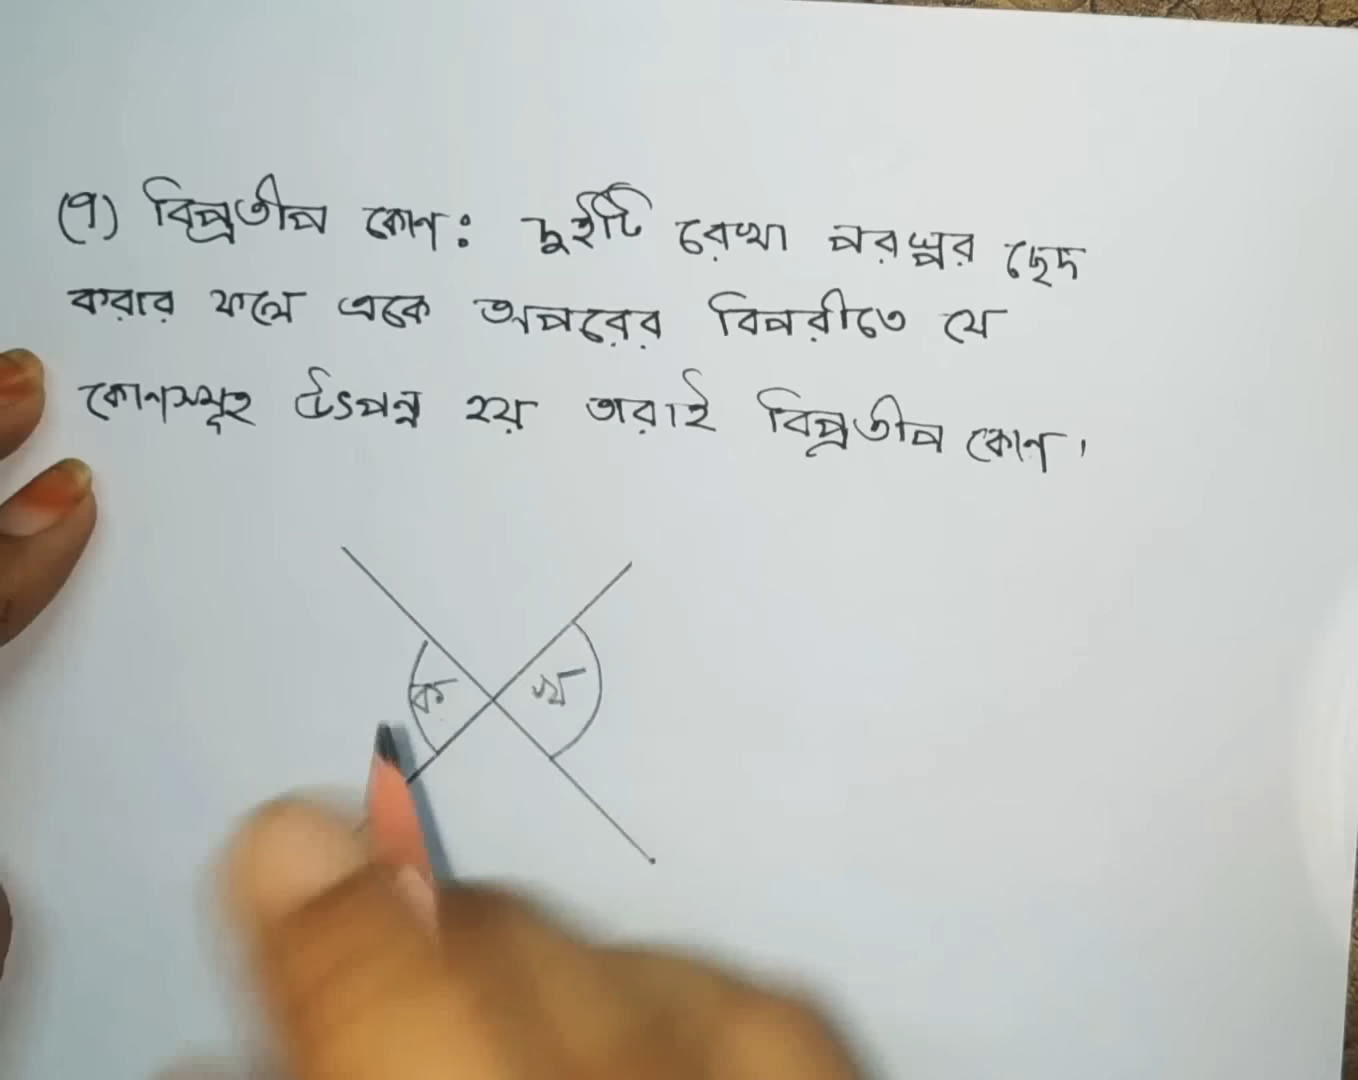 (৭) বিপ্রতীপ কোণ: দুইটি রেখা পরস্পর ছেদ
করার ফলে একে অপরের বিপরীতে যে
কোণসমূহ উৎপন্ন হয় তারাই বিপ্রতীপ কোণ।
ক খ